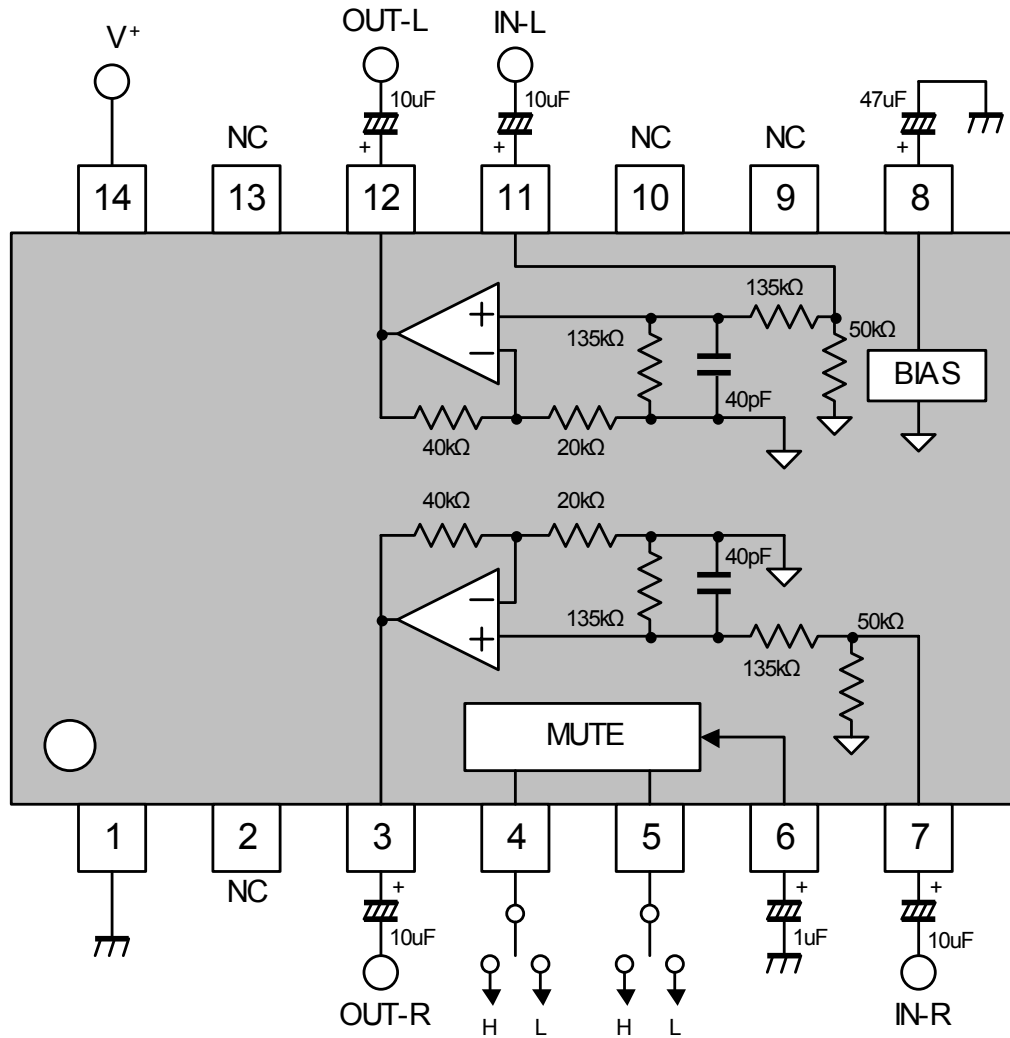 V+
OUT-L
IN-L
10uF
10uF
47uF
+
+
+
NC
NC
NC
14
13
12
11
10
9
8
135kΩ
135kΩ
50kΩ
+
−
BIAS
40pF
40kΩ
20kΩ
40kΩ
20kΩ
40pF
−
+
135kΩ
50kΩ
135kΩ
MUTE
1
2
3
4
5
6
7
NC
+
+
+
10uF
1uF
10uF
OUT-R
H
L
H
L
IN-R